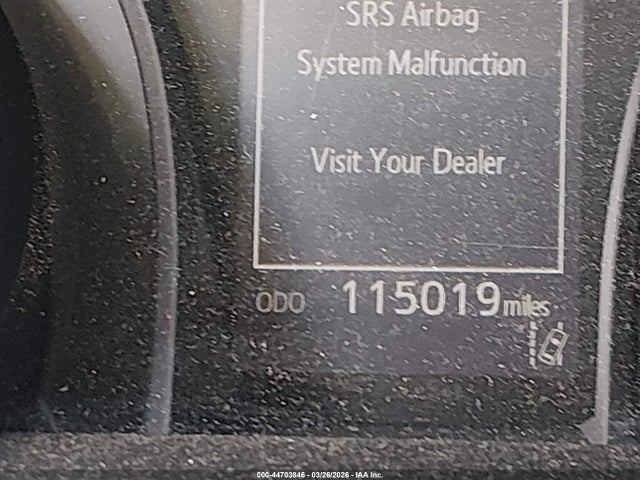 SRS Airbag
System Malfunction
Visit Your Dealer
ODO 115019 miles
000-44703846 - 03/26/2026 - IAA Inc.